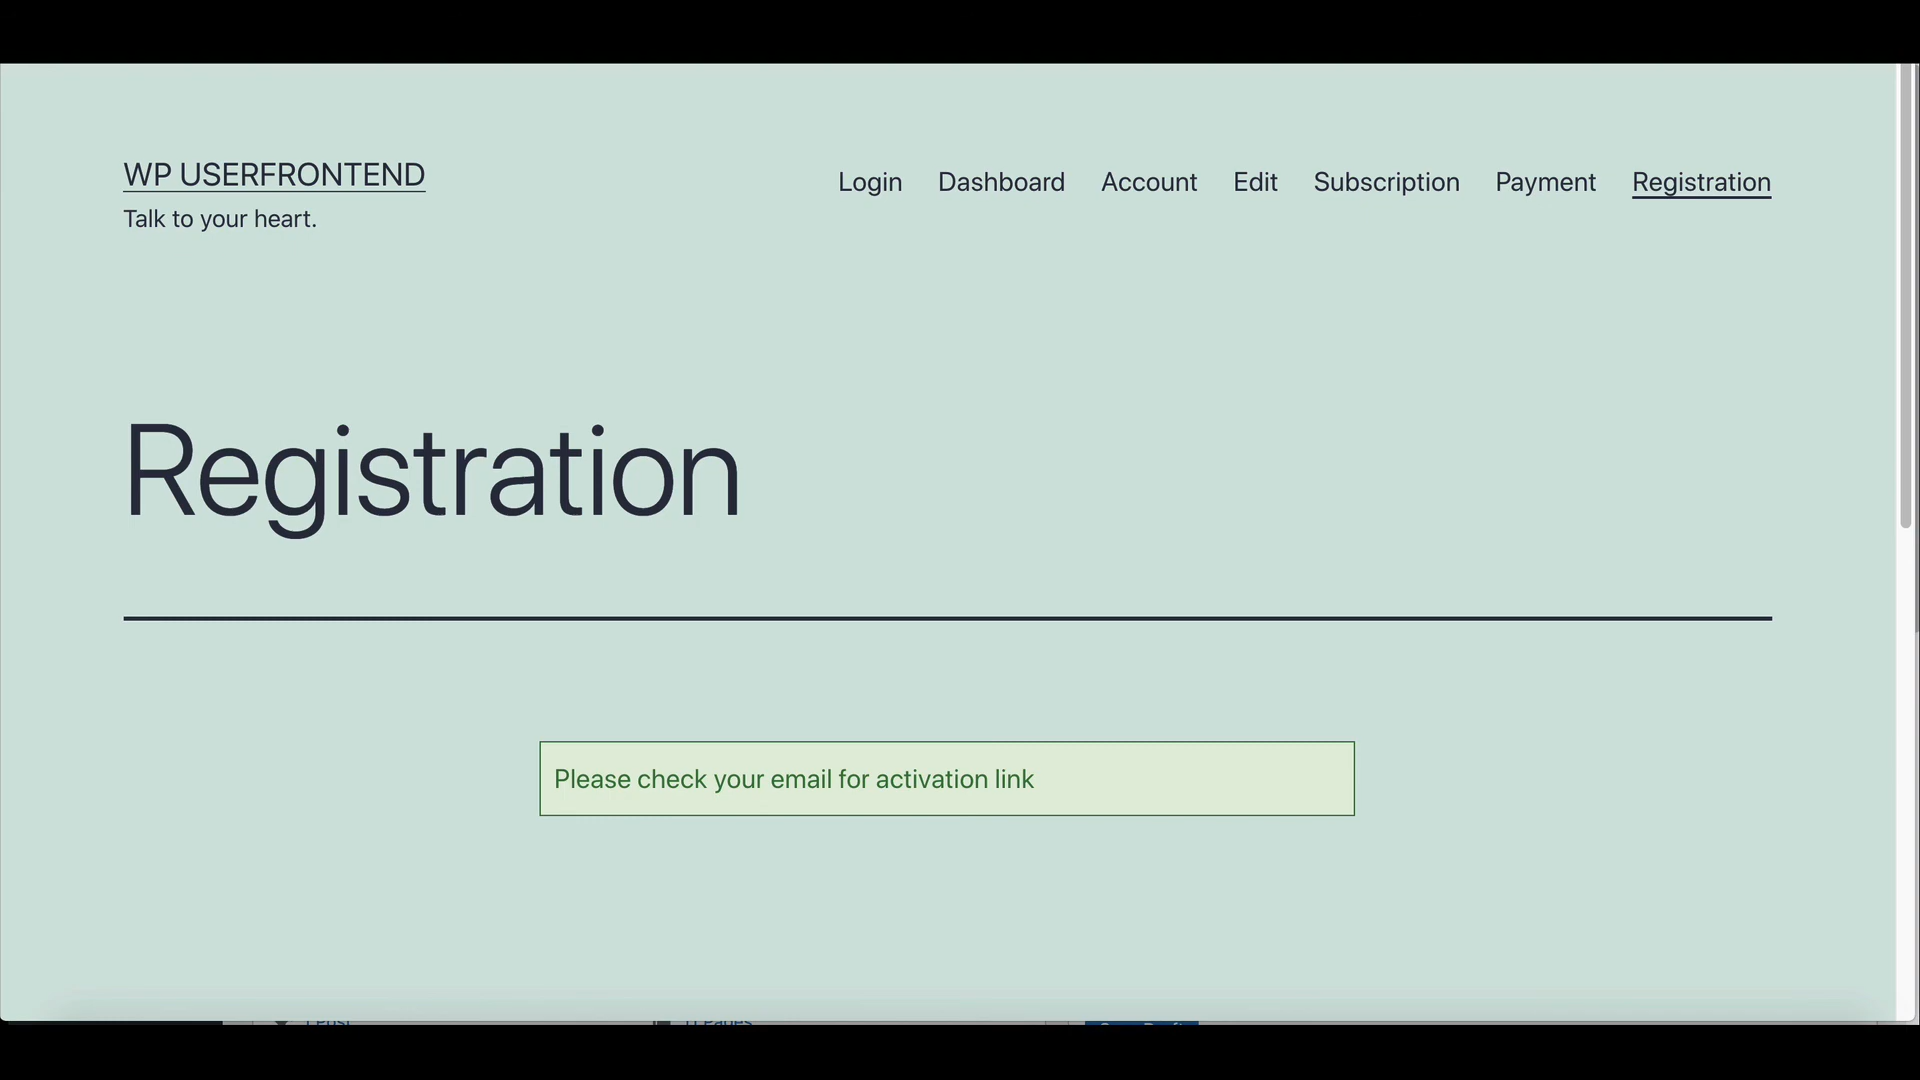 WP USERFRONTEND
Talk to your heart.
Login Dashboard Account Edit Subscription Payment Registration
Registration
Please check your email for activation link